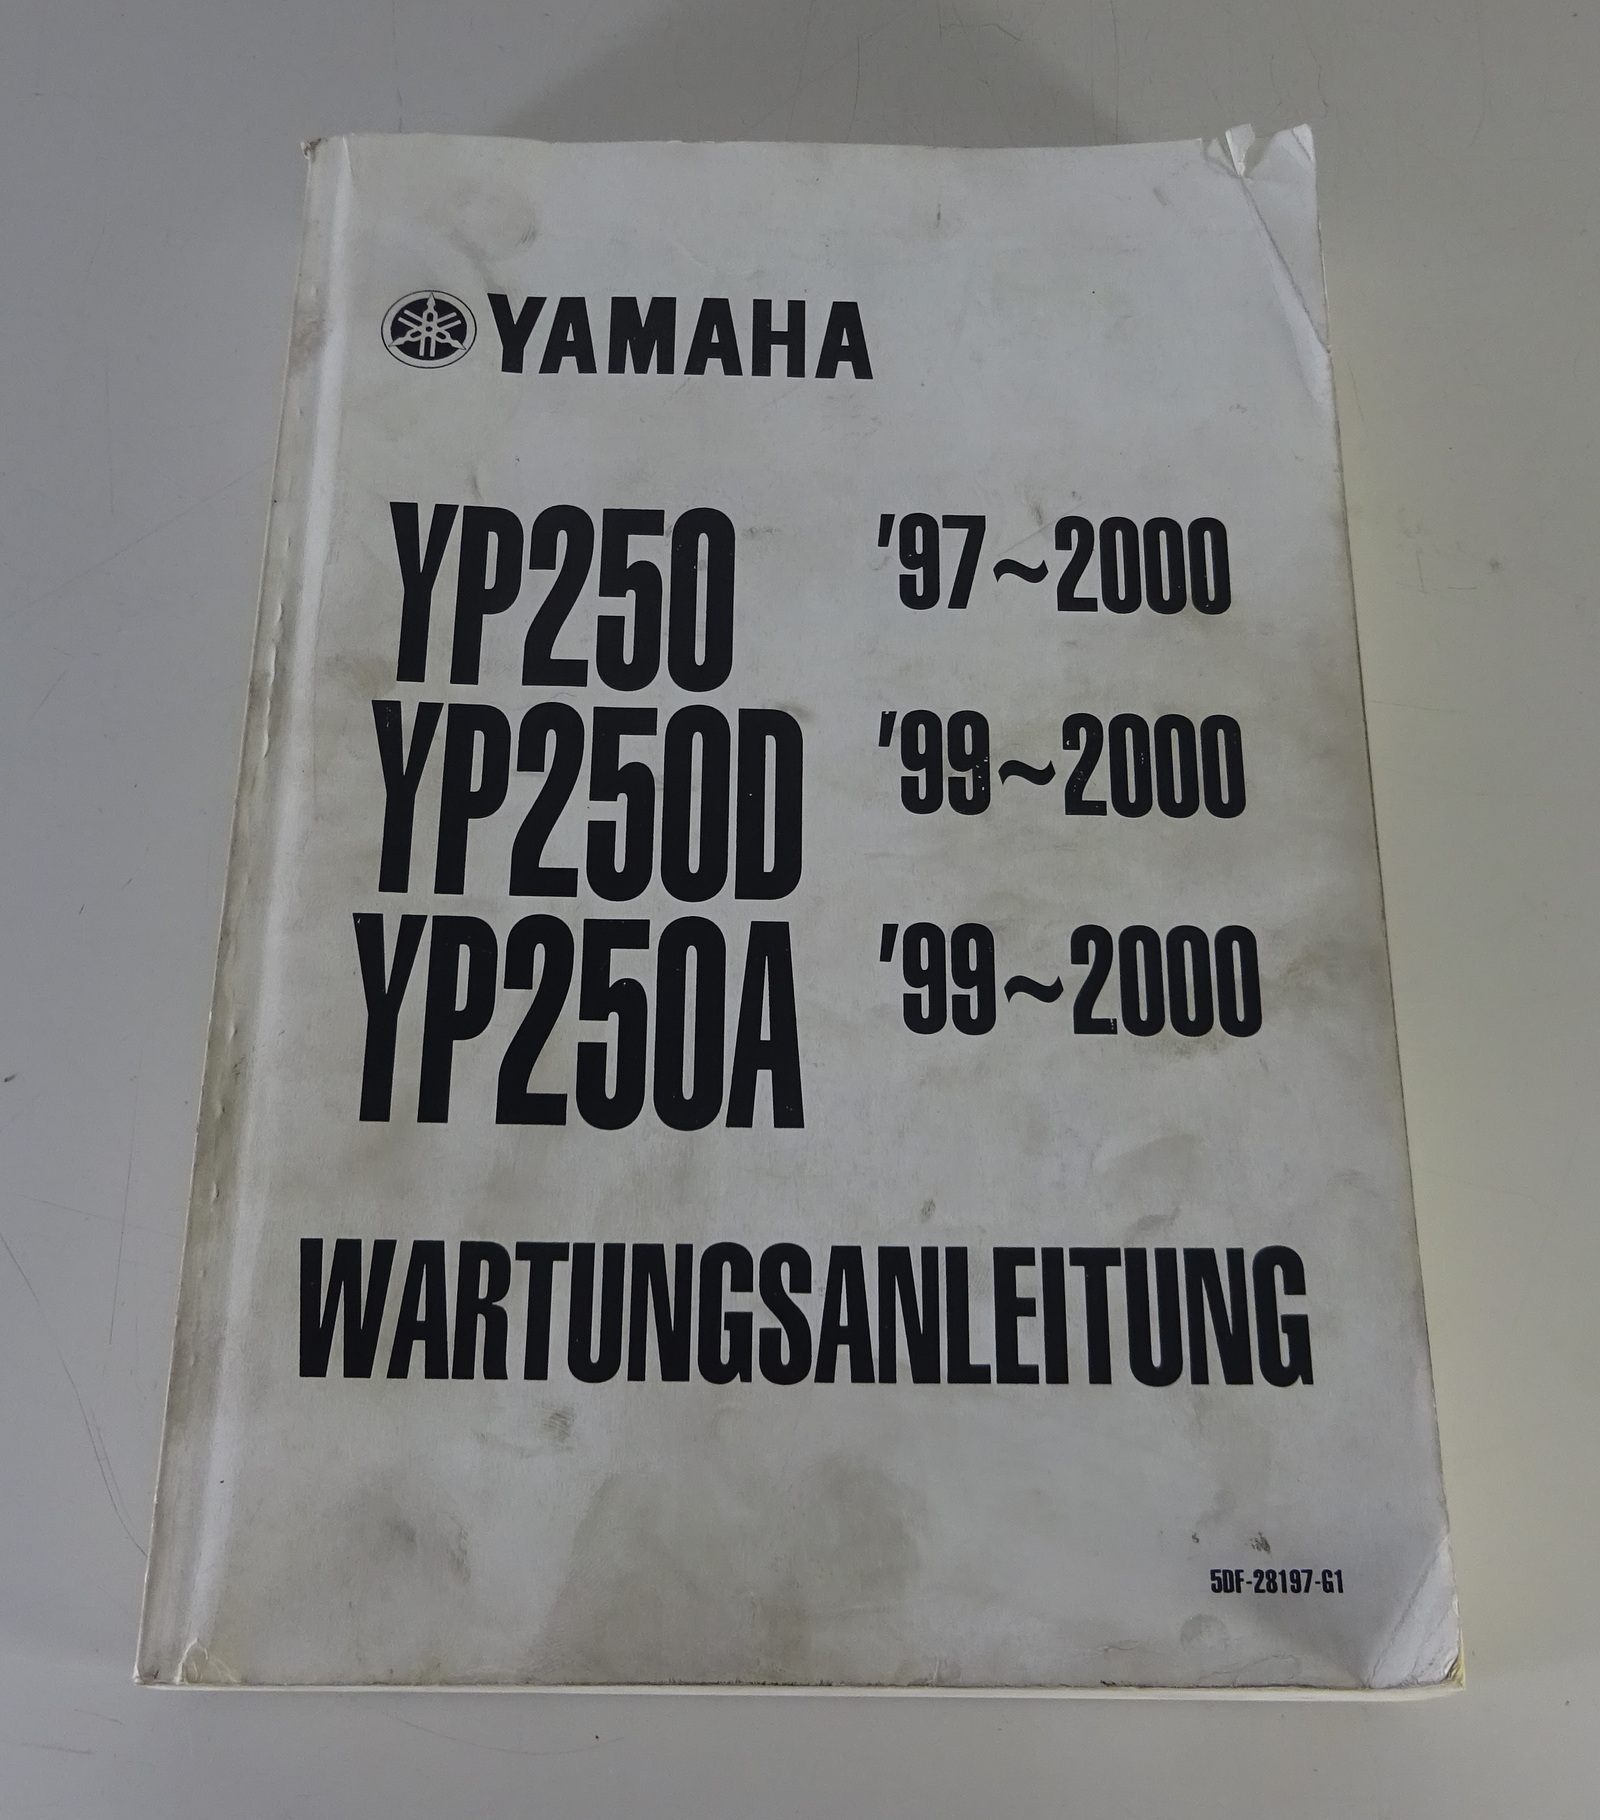 YAMAHA
YP250 '97~2000
YP250D '99~2000
YP250A '99~2000
WARTUNGSANLEITUNG
5DF-28197-G1